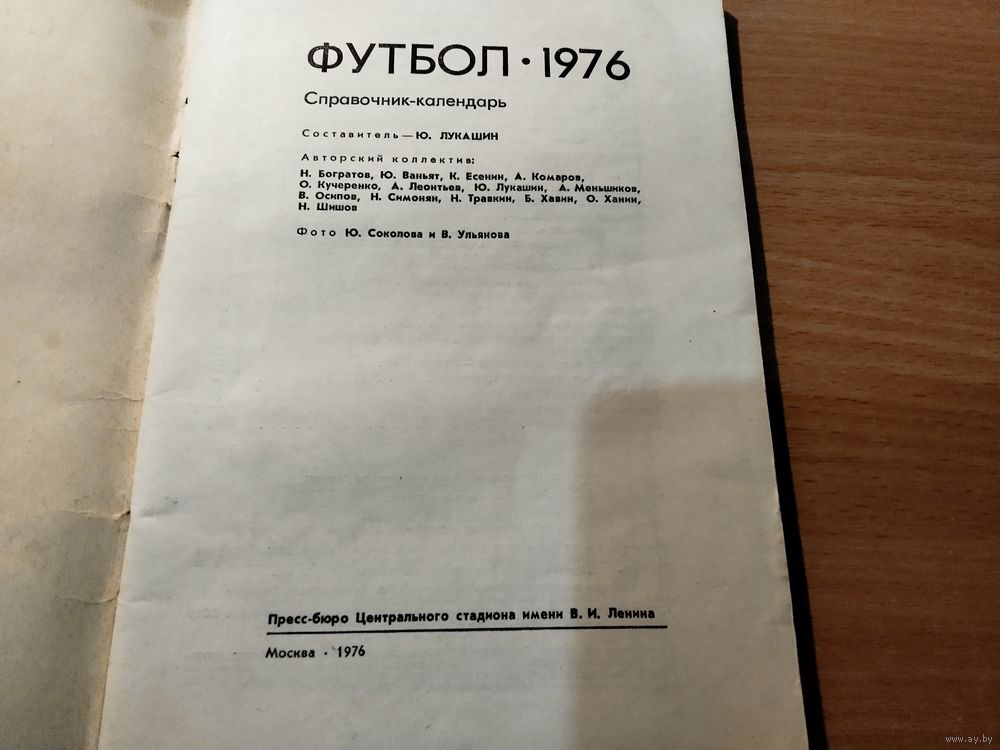 ФУТБОЛ · 1976
Справочник-календарь
Составитель — Ю. ЛУКАШИН
Авторский коллектив:
Н. Богратов, Ю. Ваньят, К. Есенин, А. Комаров,
О. Кучеренко, А. Леонтьев, Ю. Лукашин, А. Меньшиков,
В. Осипов, Н. Симонян, Н. Травкин, Б. Хавин, О. Ханин,
Н. Шишов
Фото Ю. Соколова и В. Ульянова
Пресс-бюро Центрального стадиона имени В. И. Ленина
Москва · 1976
www.ay.by